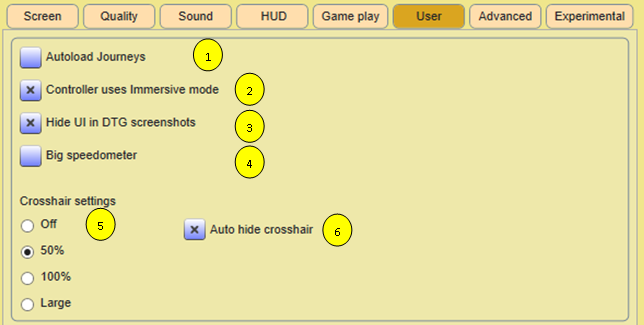 Screen Quality Sound HUD Game play User Advanced Experimental
Autoload Journeys 1
Controller uses Immersive mode 2
Hide UI in DTG screenshots 3
Big speedometer 4
Crosshair settings
Off 5 Auto hide crosshair 6
50%
100%
Large